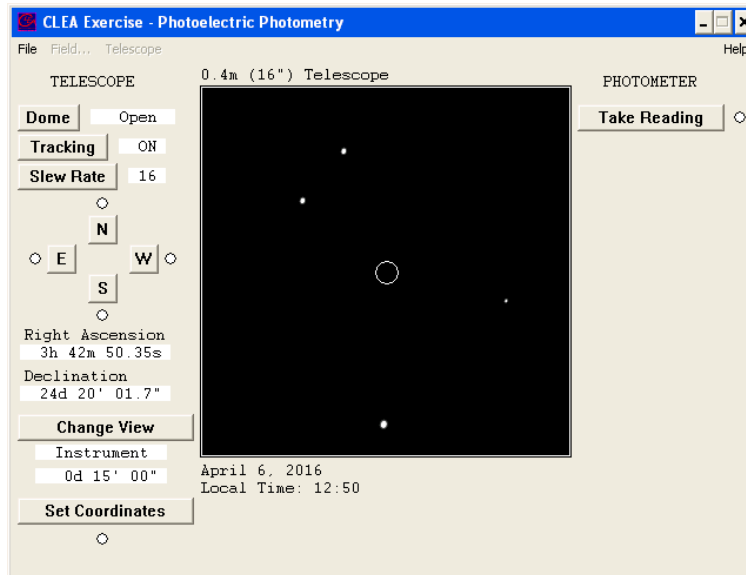 CLEA Exercise - Photoelectric Photometry
File Field... Telescope Help
TELESCOPE
0.4m (16") Telescope
PHOTOMETER
Dome Open
Take Reading
Tracking ON
Slew Rate 16
N
E W
S
Right Ascension
3h 42m 50.35s
Declination
24d 20' 01.7"
Change View
Instrument
0d 15' 00"
April 6, 2016
Local Time: 12:50
Set Coordinates